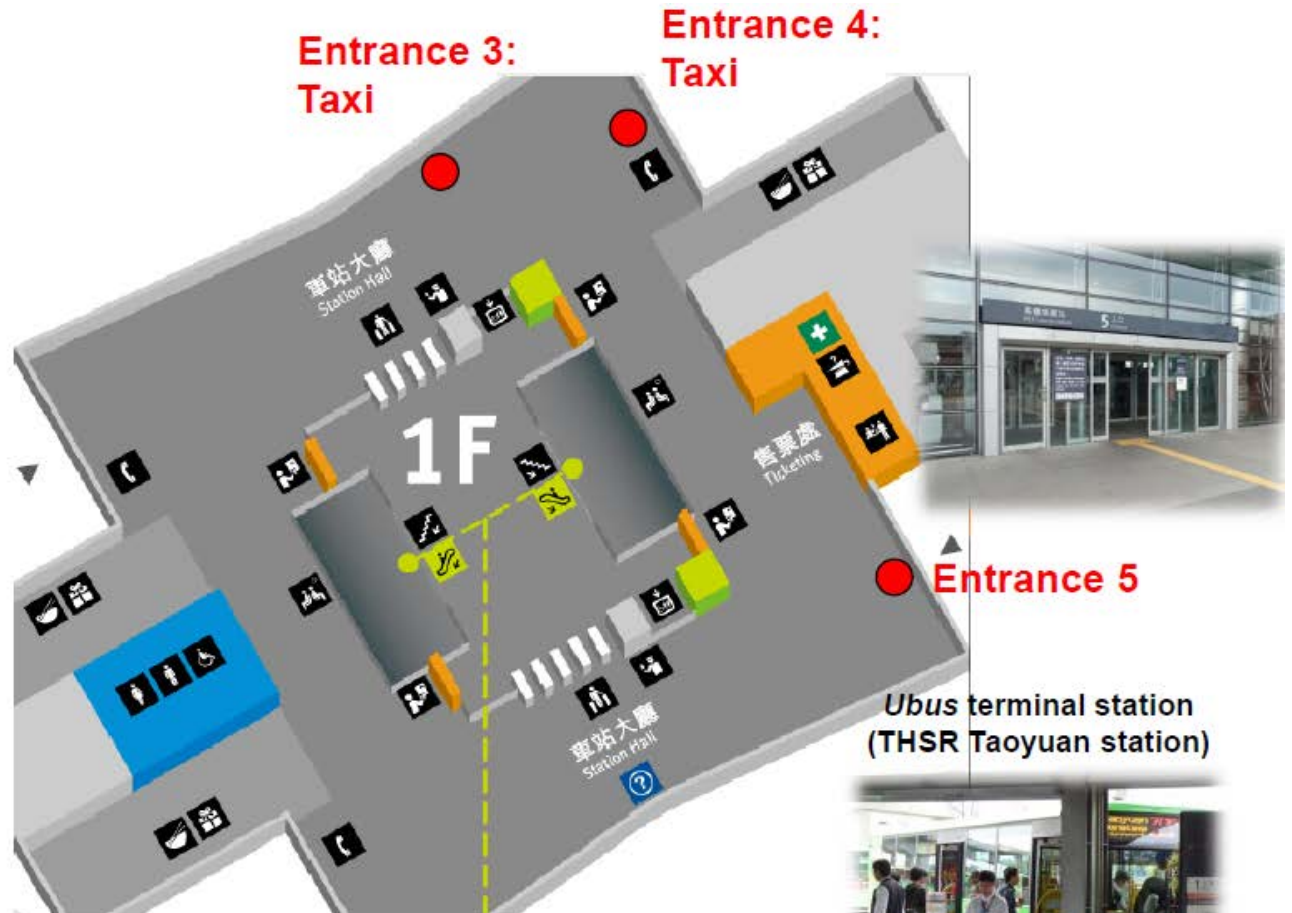 Entrance 3:
Taxi
Entrance 4:
Taxi
車站大廳
Station Hall
1F
售票處
Ticketing
5
Entrance 5
車站大廳
Station Hall
?
Ubus terminal station
(THSR Taoyuan station)